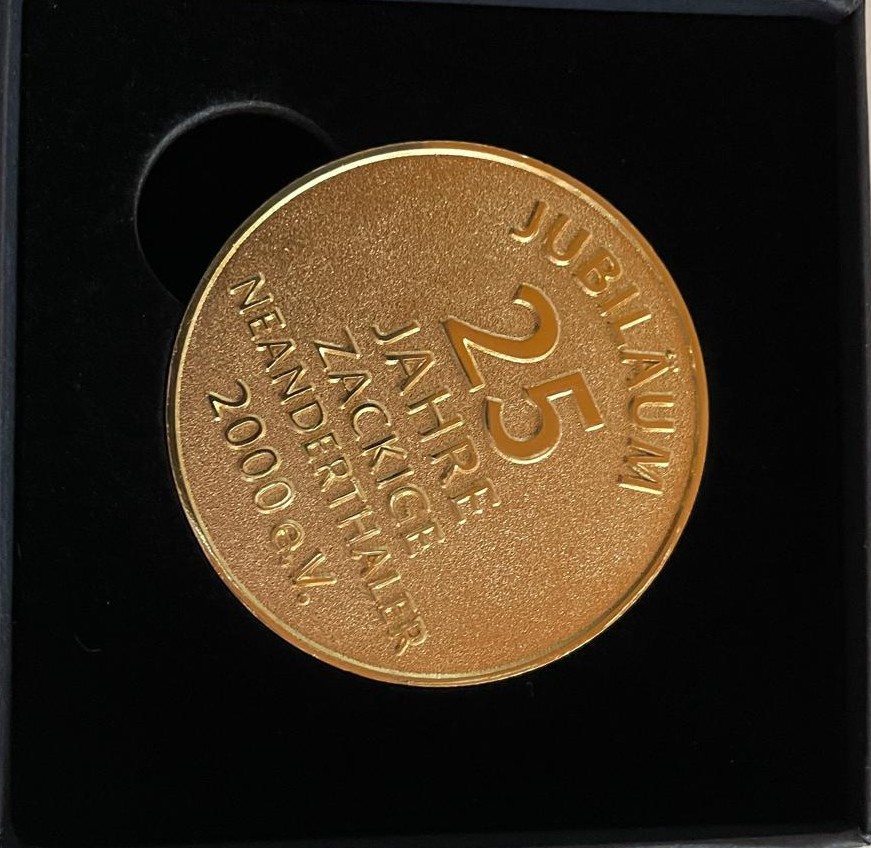 JUBILÄUM
25
JAHRE
ZACKIGE
NEANDERTHALER
2000 e.V.